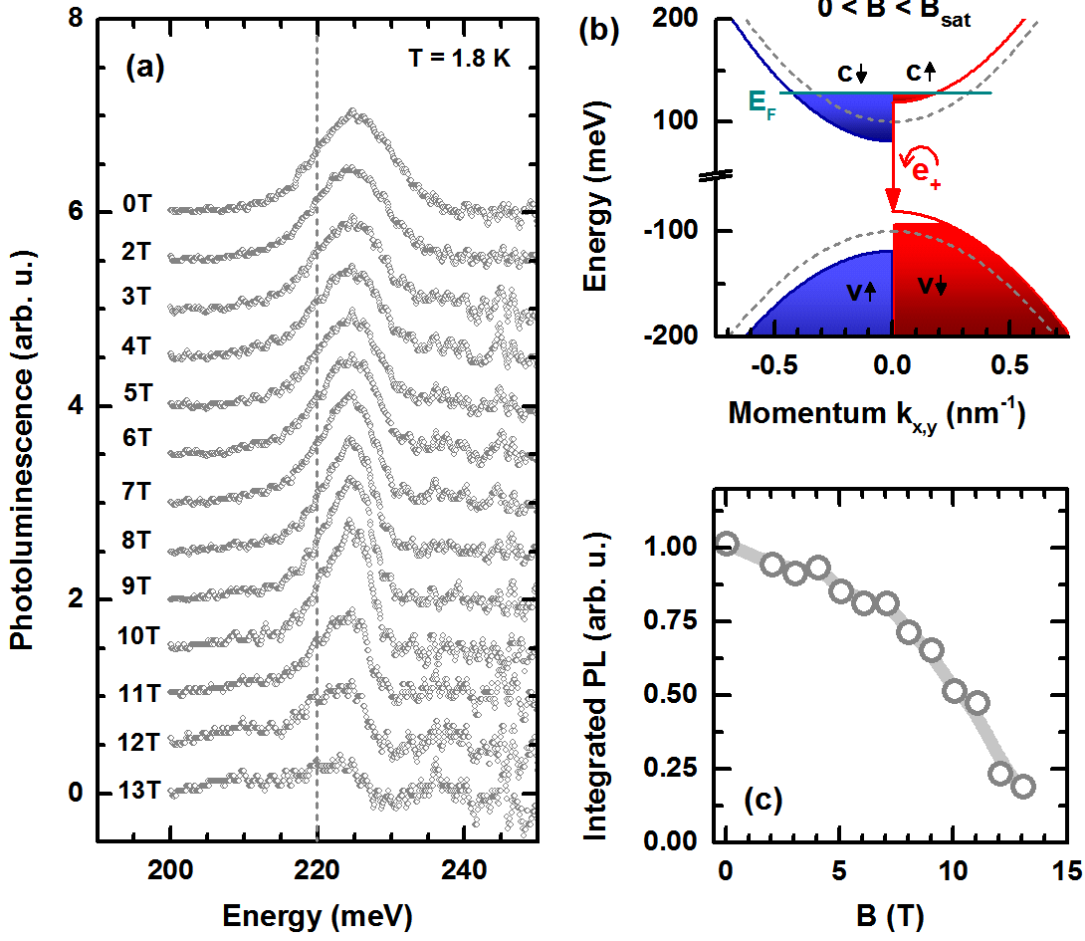 (a)
T = 1.8 K
8
6
4
2
0
0T
2T
3T
4T
5T
6T
7T
8T
9T
10T
11T
12T
13T
200
220
240
Energy (meV)
Photoluminescence (arb. u.)
(b)
0 < B < Bsat
200
100
-100
-200
c↓
c↑
EF
e+
v↑
v↓
-0.5
0.0
0.5
Momentum kx,y (nm-1)
Energy (meV)
1.00
0.75
0.50
0.25
0.00
(c)
0
5
10
15
B (T)
Integrated PL (arb. u.)